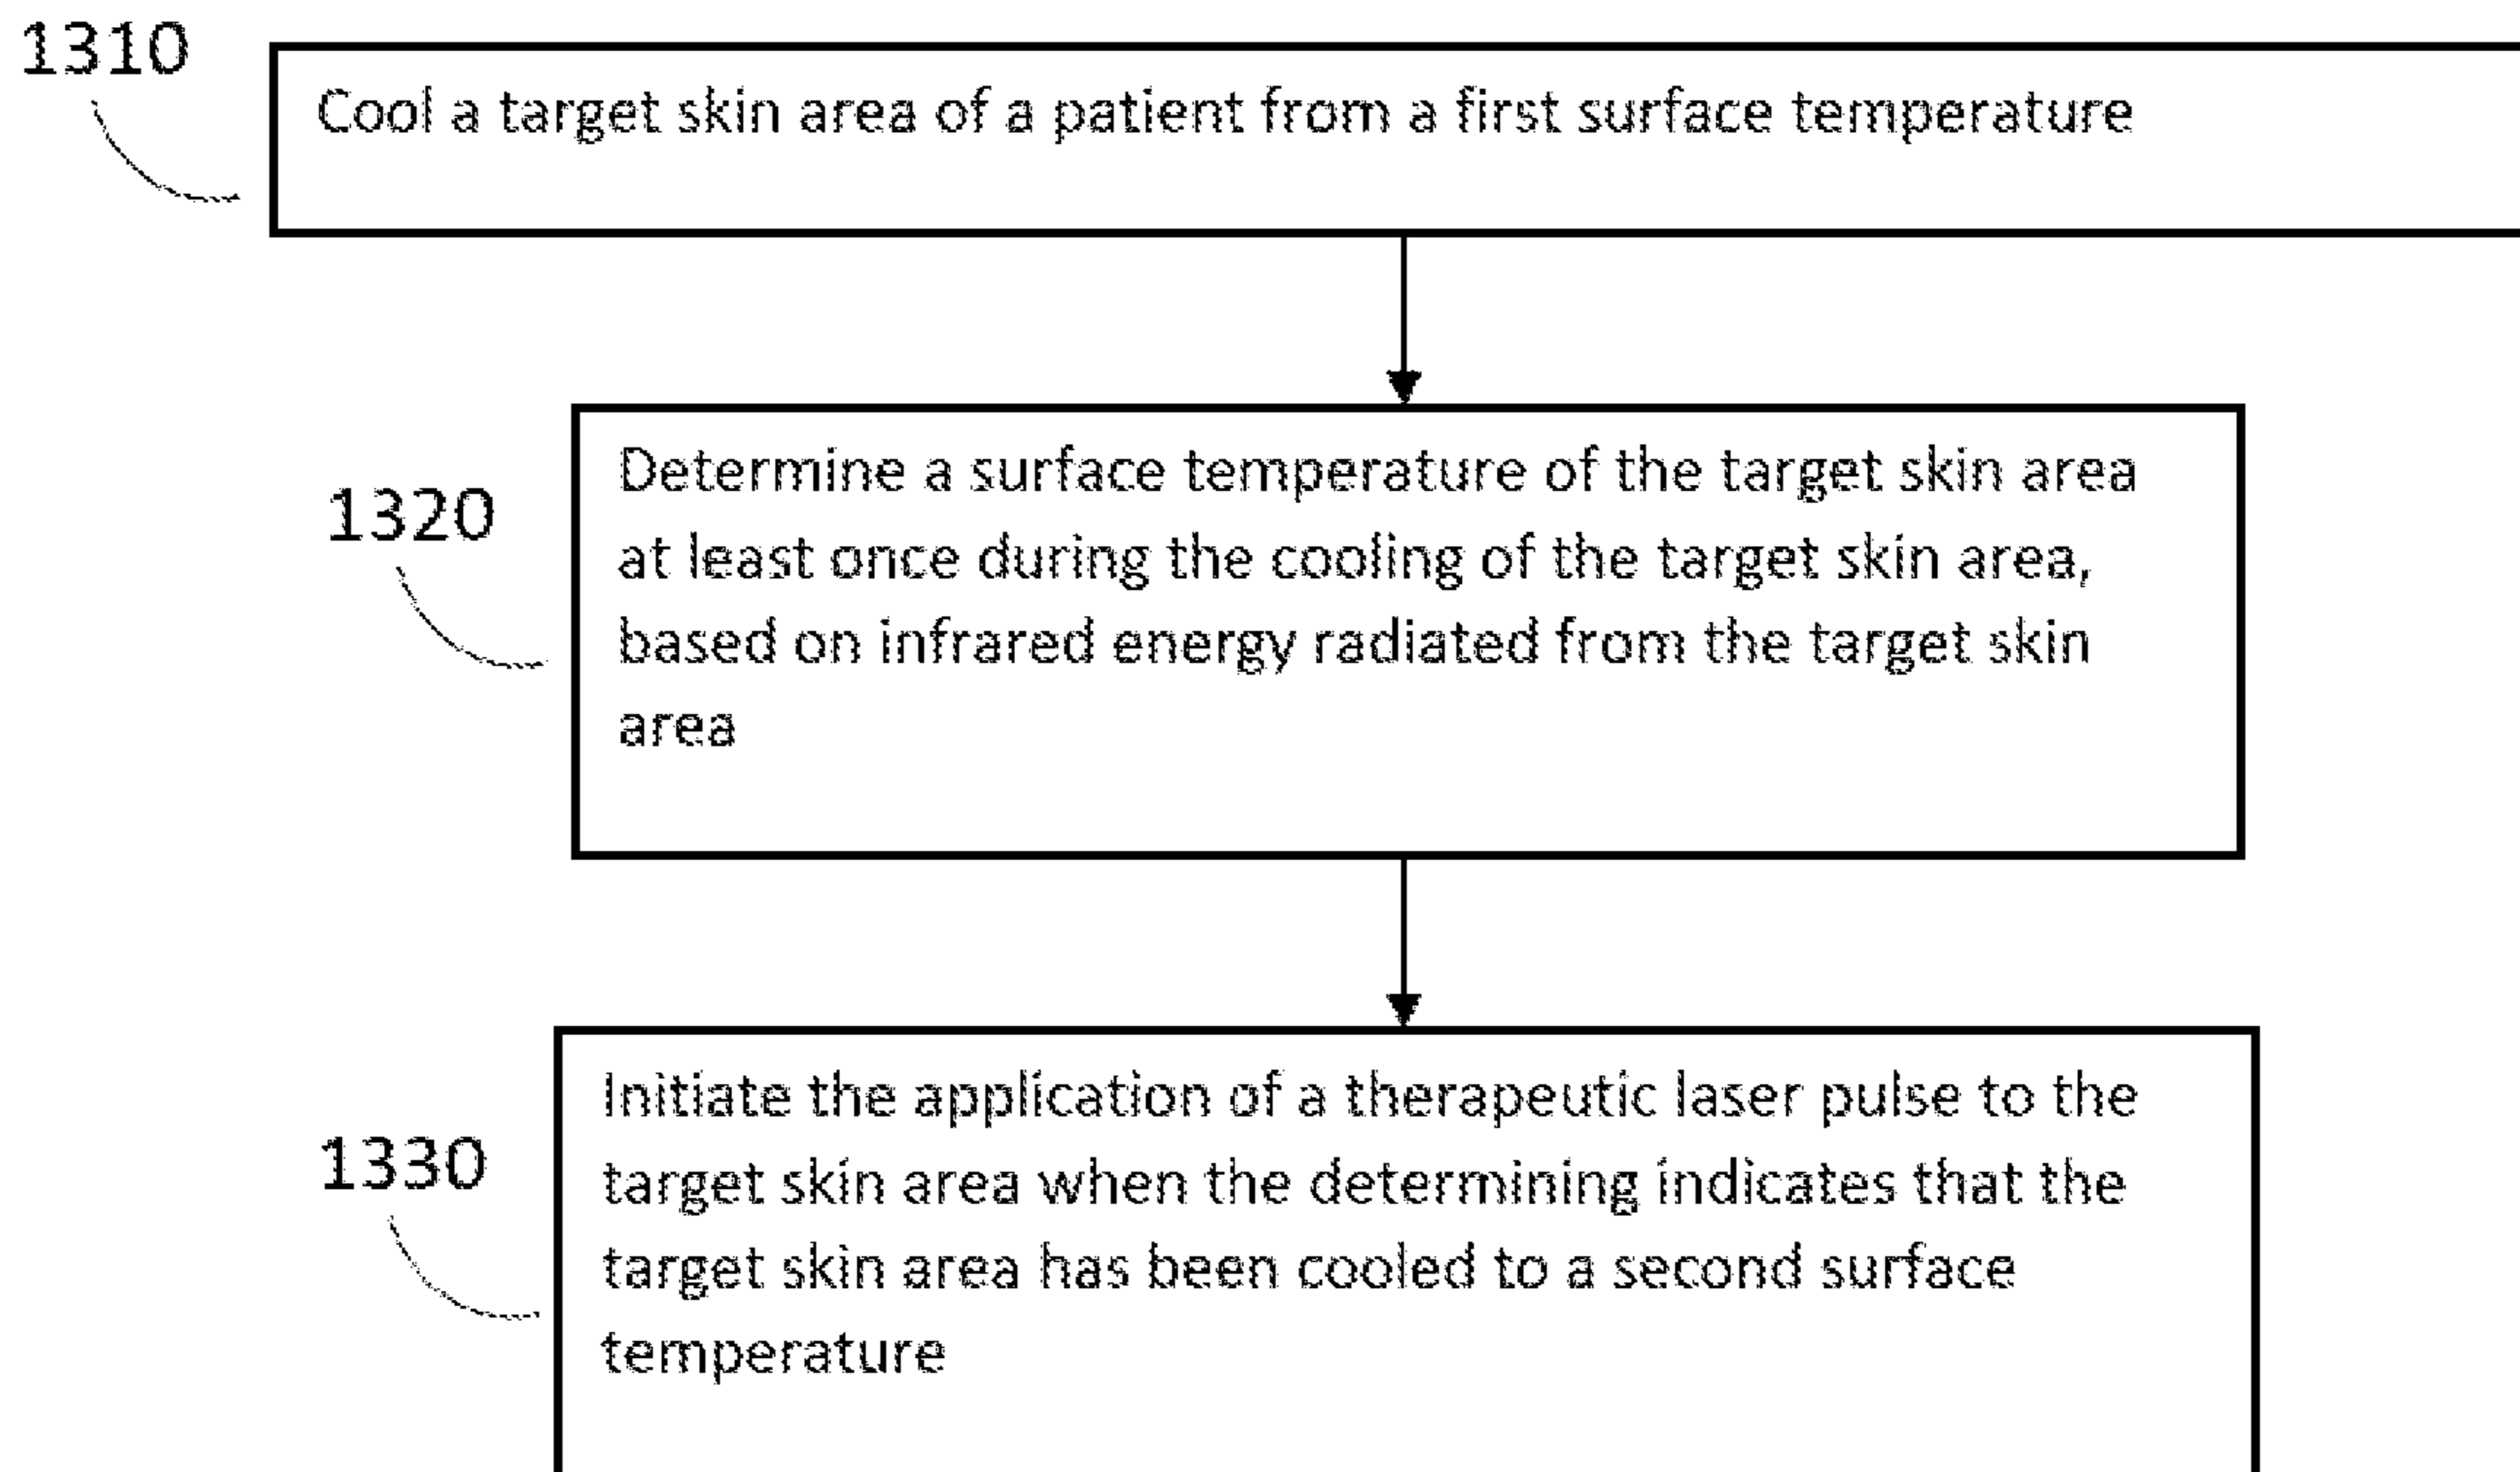 1310
Cool a target skin area of a patient from a first surface temperature
1320
Determine a surface temperature of the target skin area
at least once during the cooling of the target skin area,
based on infrared energy radiated from the target skin
area
1330
Initiate the application of a therapeutic laser pulse to the
target skin area when the determining indicates that the
target skin area has been cooled to a second surface
temperature